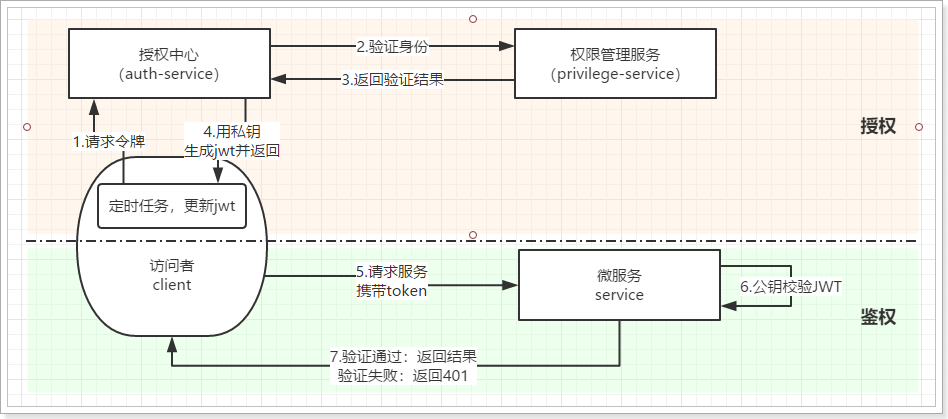 授权中心
（auth-service）
2.验证身份
3.返回验证结果
权限管理服务
（privilege-service）
授权
1.请求令牌
4.用私钥
生成jwt并返回
定时任务，更新jwt
访问者
client
5.请求服务
携带token
微服务
service
6.公钥校验JWT
鉴权
7.验证通过：返回结果
验证失败：返回401